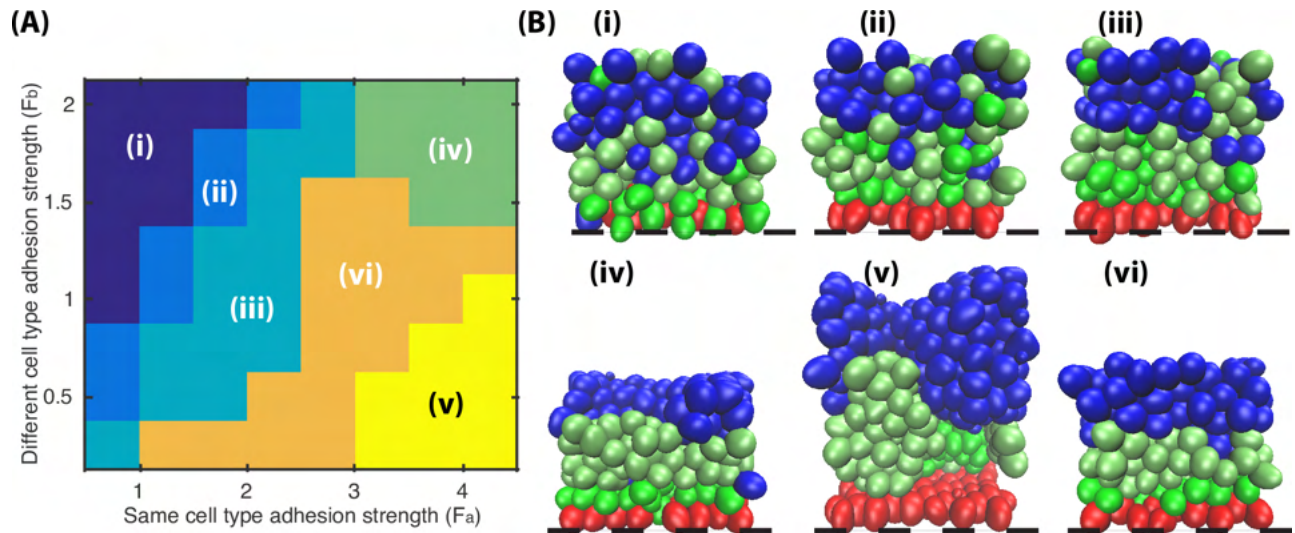 (A)
Different cell type adhesion strength (Fb)
2
1.5
1
0.5
(i)
(ii)
(iii)
(iv)
(v)
(vi)
1 2 3 4
Same cell type adhesion strength (Fa)
(B)
(i) (ii) (iii)
(iv) (v) (vi)